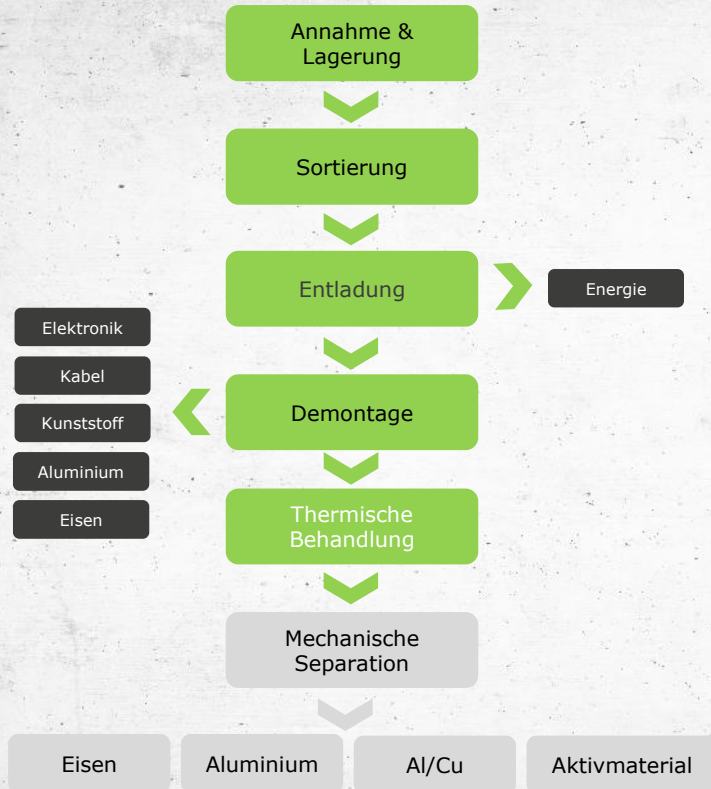 Annahme &
Lagerung
Sortierung
Entladung
Energie
Elektronik
Kabel
Kunststoff
Aluminium
Eisen
Demontage
Thermische
Behandlung
Mechanische
Separation
Eisen
Aluminium
Al/Cu
Aktivmaterial